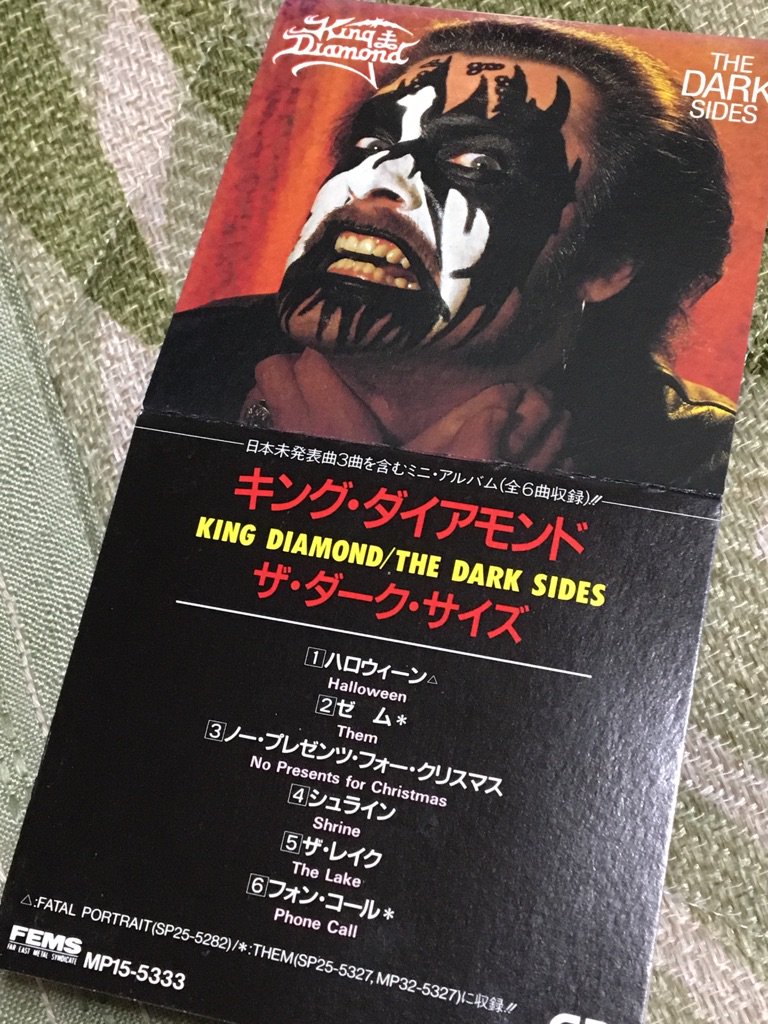 King Diamond
THE
DARK
SIDES
日本未発表曲3曲を含むミニ・アルバム(全6曲収録)!!
キング・ダイアモンド
KING DIAMOND/THE DARK SIDES
ザ・ダーク・サイズ
1 ハロウィーン△
Halloween
2 ゼ ム*
Them
3 ノー・プレゼンツ・フォー・クリスマス
No Presents for Christmas
4 シュライン
Shrine
5 ザ・レイク
The Lake
6 フォン・コール*
Phone Call
△:FATAL PORTRAIT(SP25-5282)/*:THEM(SP25-5327,MP32-5327)に収録!!
FEMS
FAR EAST METAL SYNDICATE
MP15-5333